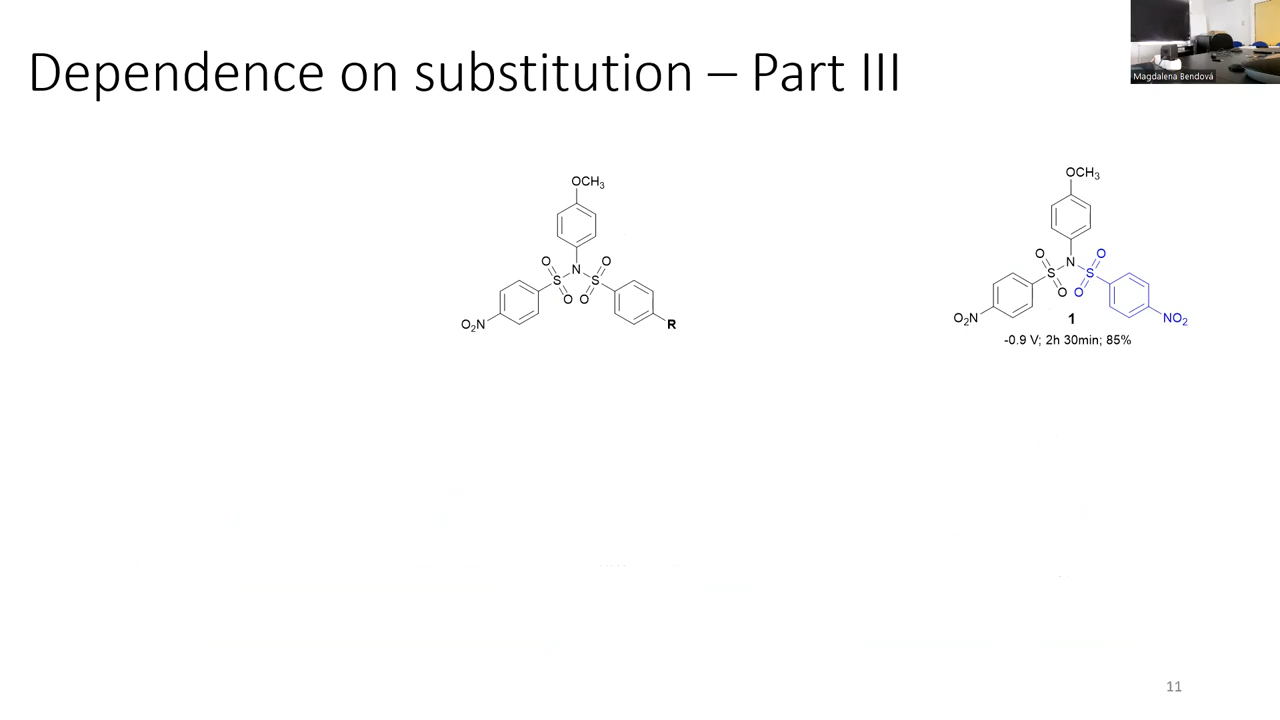 Dependence on substitution – Part III
Magdalena Bendová
OCH3
O
N
O
S
S
O
O
O2N
R
OCH3
O
N
O
S
S
O
O
O2N
1
NO2
-0.9 V; 2h 30min; 85%
11